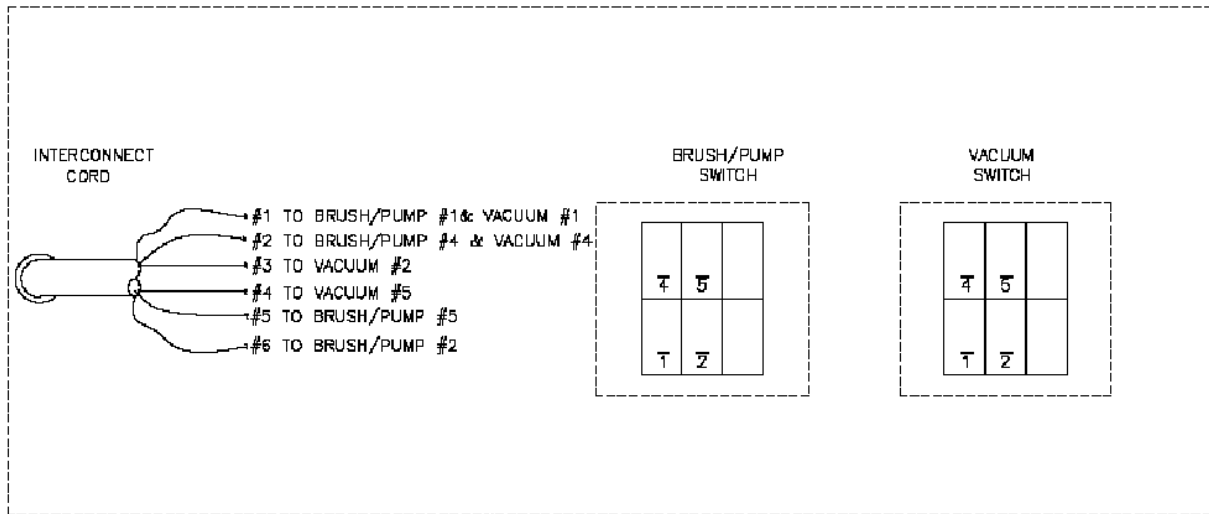 INTERCONNECT
CORD
#1 TO BRUSH/PUMP #1& VACUUM #1
#2 TO BRUSH/PUMP #4 & VACUUM #4
#3 TO VACUUM #2
#4 TO VACUUM #5
#5 TO BRUSH/PUMP #5
#6 TO BRUSH/PUMP #2
BRUSH/PUMP
SWITCH
4 5
1 2
VACUUM
SWITCH
4 5
1 2